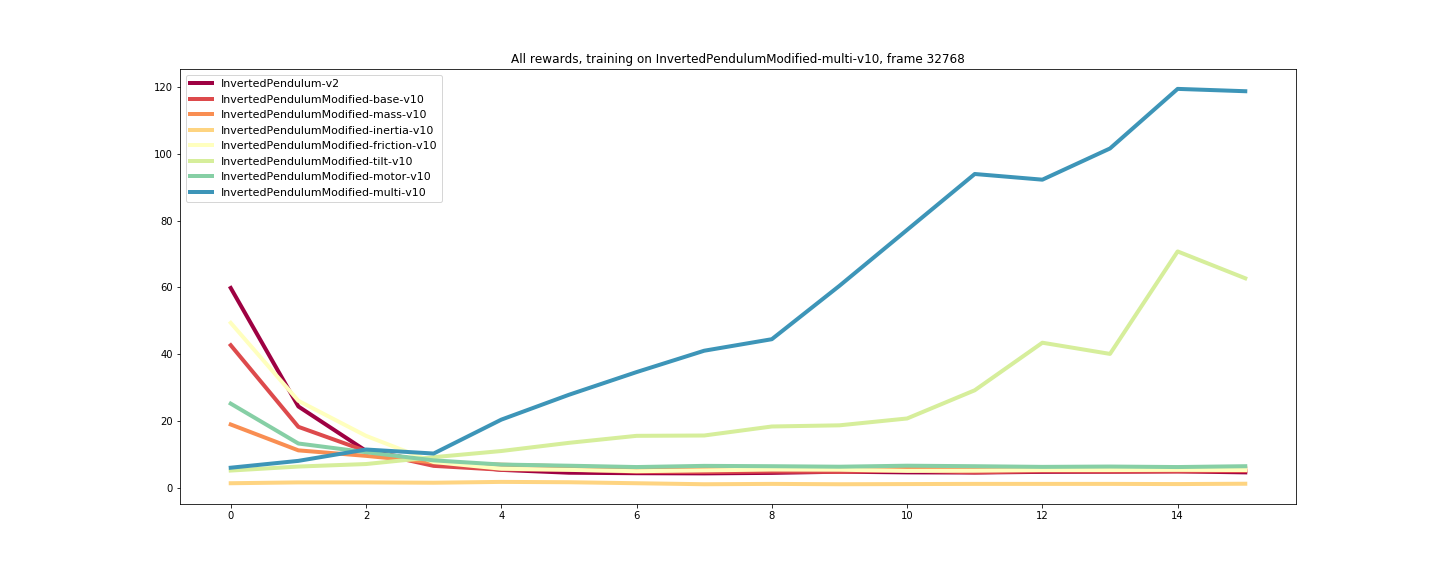 All rewards, training on InvertedPendulumModified-multi-v10, frame 32768
InvertedPendulum-v2
InvertedPendulumModified-base-v10
InvertedPendulumModified-mass-v10
InvertedPendulumModified-inertia-v10
InvertedPendulumModified-friction-v10
InvertedPendulumModified-tilt-v10
InvertedPendulumModified-motor-v10
InvertedPendulumModified-multi-v10
120
100
80
60
40
20
0
0 2 4 6 8 10 12 14